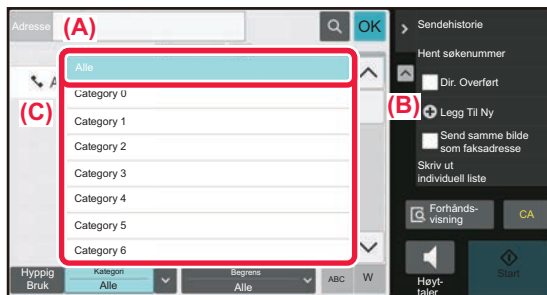 Adresse
(A)
OK
Sendehistorie
Hent søkenummer
Alle
A
Dir. Overført
Category 0
(C)
(B)
Legg Til Ny
Category 1
Category 2
Send samme bilde
som faksadresse
Category 3
Skriv ut
individuell liste
Category 4
Category 5
Forhånds-
visning
CA
Category 6
Hyppig
Bruk
Kategori
Alle
Begrens
Alle
ABC
W
Høyt-
taler
Start